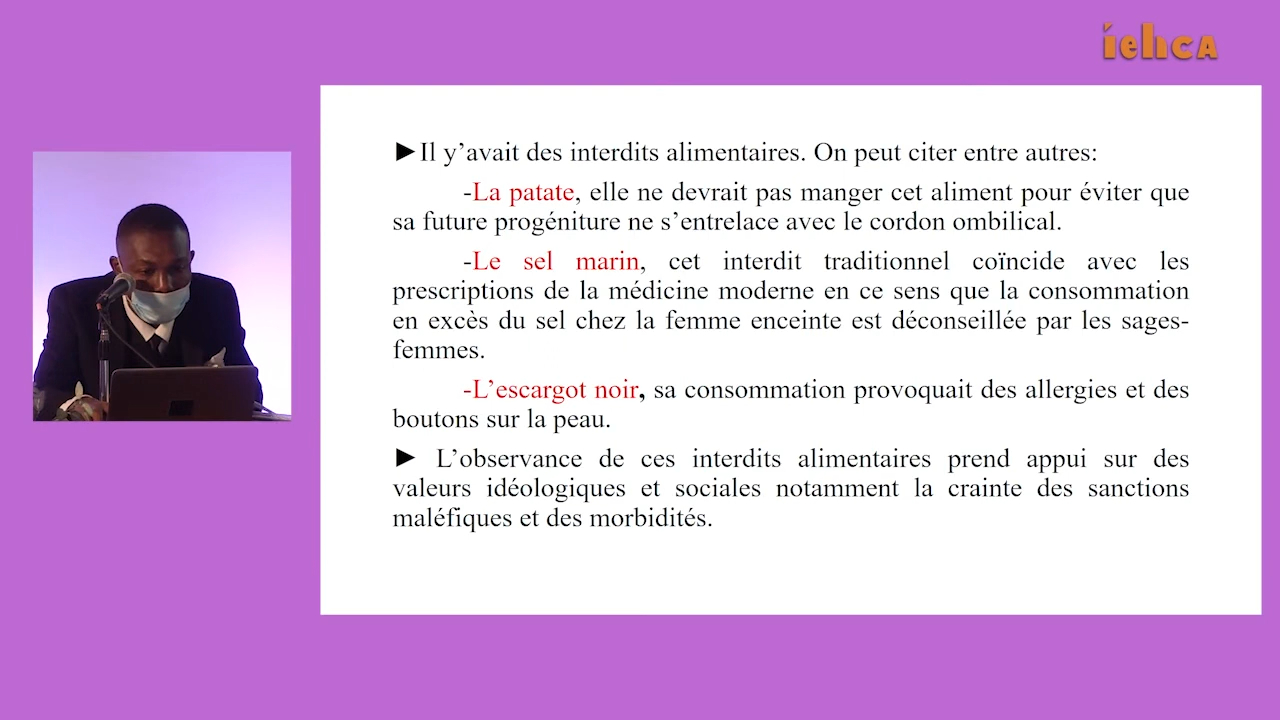 iehca
►Il y’avait des interdits alimentaires. On peut citer entre autres:
-La patate, elle ne devrait pas manger cet aliment pour éviter que
sa future progéniture ne s’entrelace avec le cordon ombilical.
-Le sel marin, cet interdit traditionnel coïncide avec les
prescriptions de la médicine moderne en ce sens que la consommation
en excès du sel chez la femme enceinte est déconseillée par les sages-
femmes.
-L’escargot noir, sa consommation provoquait des allergies et des
boutons sur la peau.
► L’observance de ces interdits alimentaires prend appui sur des
valeurs idéologiques et sociales notamment la crainte des sanctions
maléfiques et des morbidités.